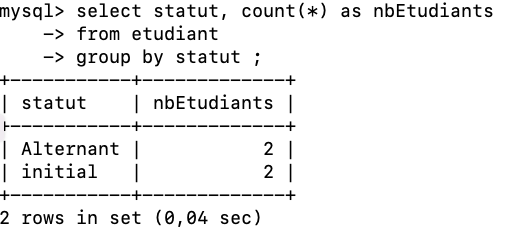 mysql> select statut, count(*) as nbEtudiants
    -> from etudiant
    -> group by statut ;
+-----------+-------------+
| statut    | nbEtudiants |
+-----------+-------------+
| Alternant |           2 |
| initial   |           2 |
+-----------+-------------+
2 rows in set (0,04 sec)